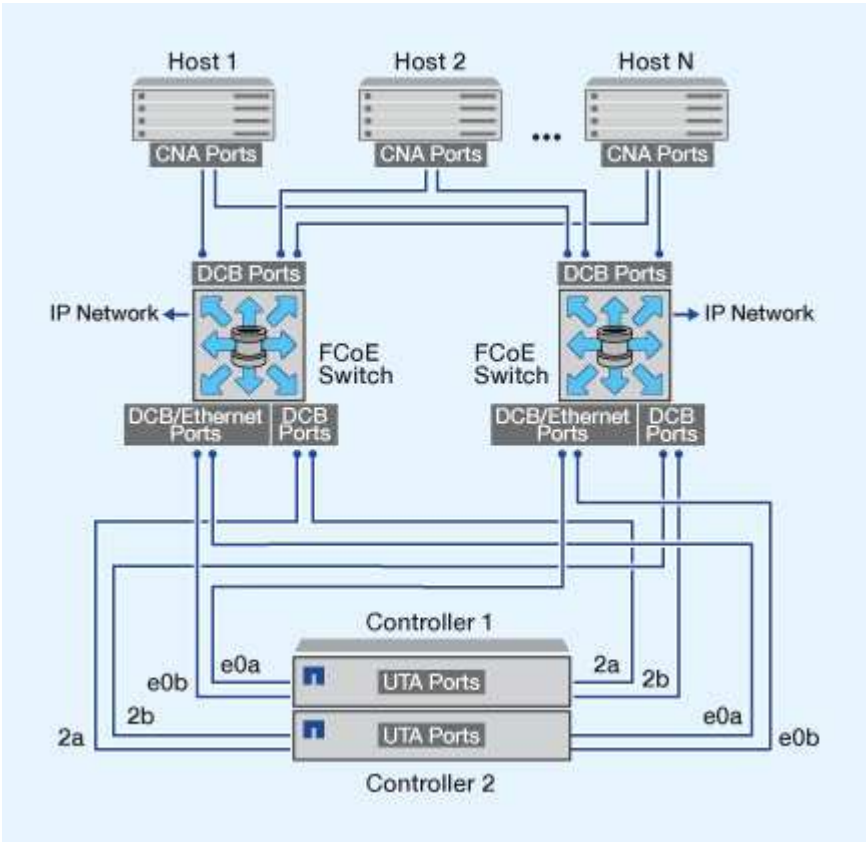 Host 1
Host 2
Host N
...
CNA Ports
CNA Ports
CNA Ports
DCB Ports
DCB Ports
IP Network
IP Network
FCoE
Switch
FCoE
Switch
DCB/Ethernet
Ports
DCB
Ports
DCB/Ethernet
Ports
DCB
Ports
Controller 1
e0a
2a
e0b
UTA Ports
2b
2b
e0a
2a
UTA Ports
e0b
Controller 2